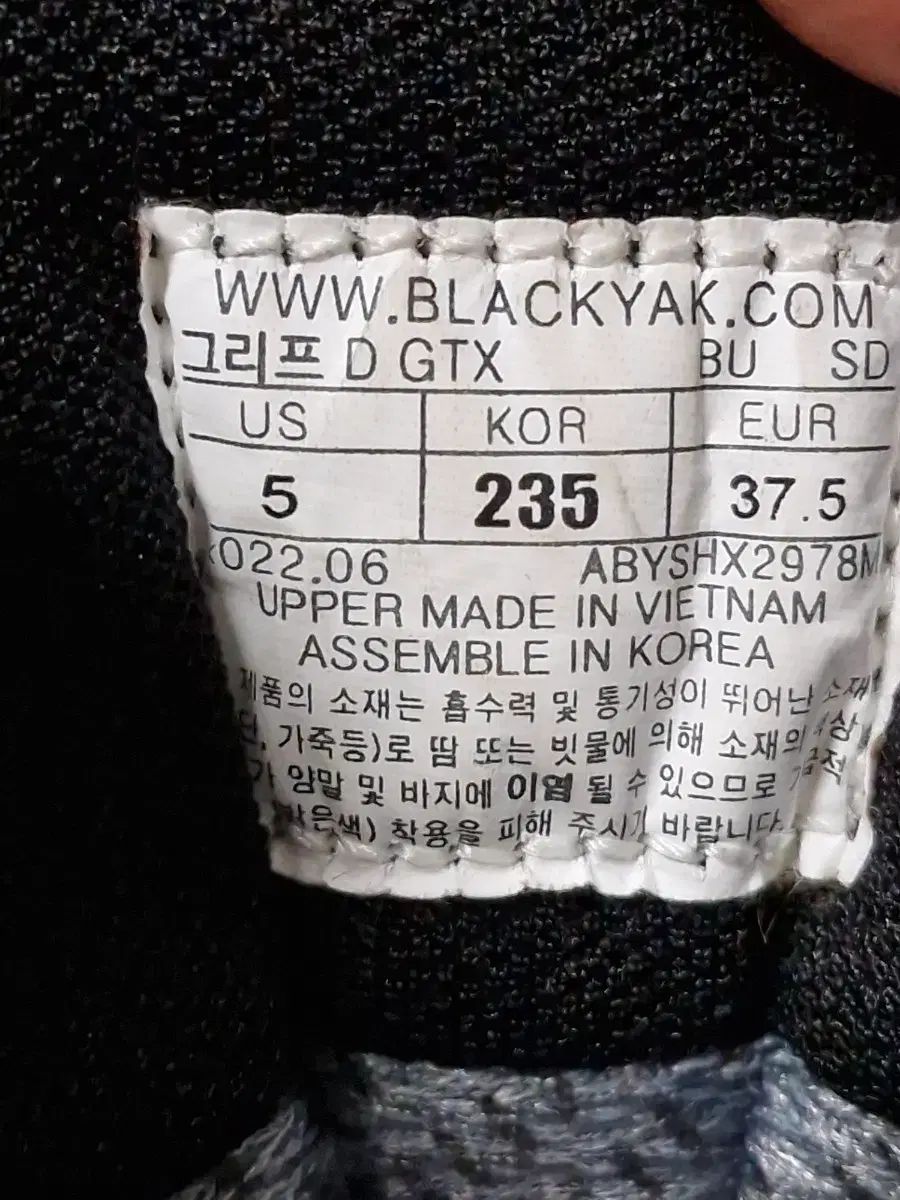 WWW.BLACKYAK.COM
그리프 D GTX BU SD
US KOR EUR
5 235 37.5
022.06 ABYSHX2978M
UPPER MADE IN VIETNAM
ASSEMBLE IN KOREA
제품의 소재는 흡수력 및 통기성이 뛰어난 소재
가죽등)로 땀 또는 빗물에 의해 소재의
가 양말 및 바지에 이염 될 수 있으므로
착용을 피해 주시기 바랍니다.